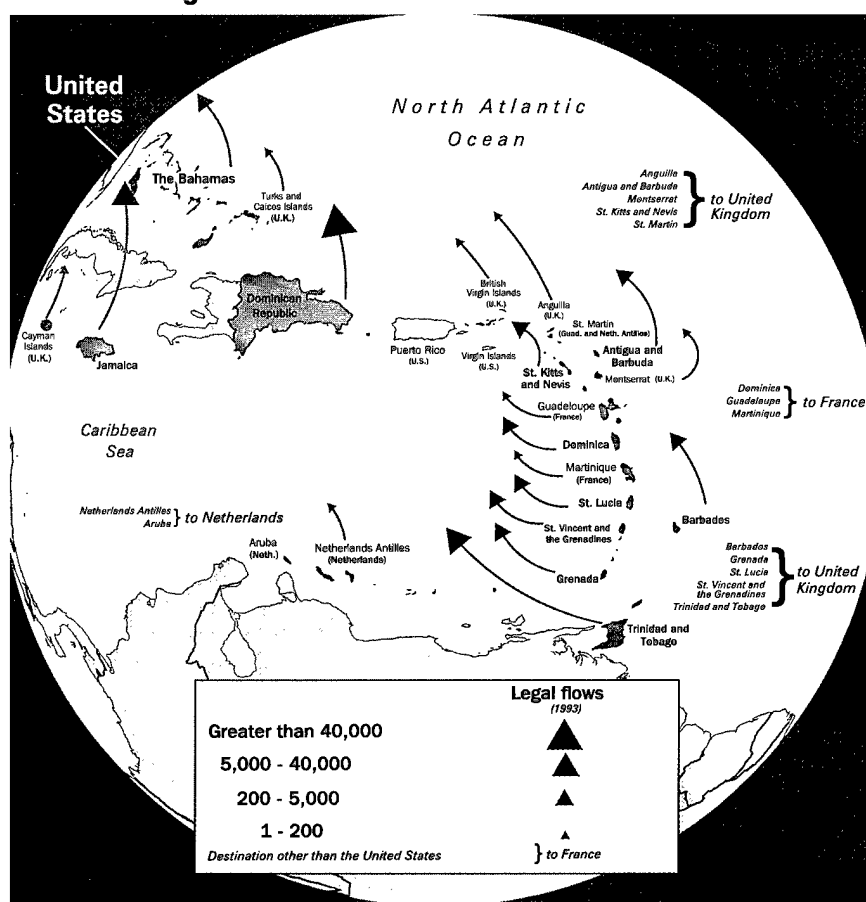 United
States
North Atlantic
Ocean
The Bahamas
Turks and
Caicos Islands
(U.K.)
Anguilla
Antigua and Barbuda
Montserrat
St. Kitts and Nevis
St. Martin
to United
Kingdom
Dominican
Republic
Cayman
Islands
(U.K.)
Jamaica
Puerto Rico
(U.S.)
Virgin Islands
(U.S.)
British
Virgin Islands
(U.K.)
Anguilla
(U.K.)
St. Martin
(Guad. and Neth. Antilles)
Antigua and
Barbuda
St. Kitts
and Nevis
Montserrat (U.K.)
Guadeloupe
(France)
Dominica
Guadeloupe
Martinique
to France
Caribbean
Sea
Dominica
Martinique
(France)
St. Lucia
St. Vincent and
the Grenadines
Barbados
Netherlands Antilles
Aruba
to Netherlands
Aruba
(Neth.)
Netherlands Antilles
(Netherlands)
Grenada
Barbados
Grenada
St. Lucia
St. Vincent and
the Grenadines
Trinidad and Tobago
to United
Kingdom
Trinidad and
Tobago
Legal flows
(1993)
Greater than 40,000
5,000 - 40,000
200 - 5,000
1 - 200
Destination other than the United States
} to France